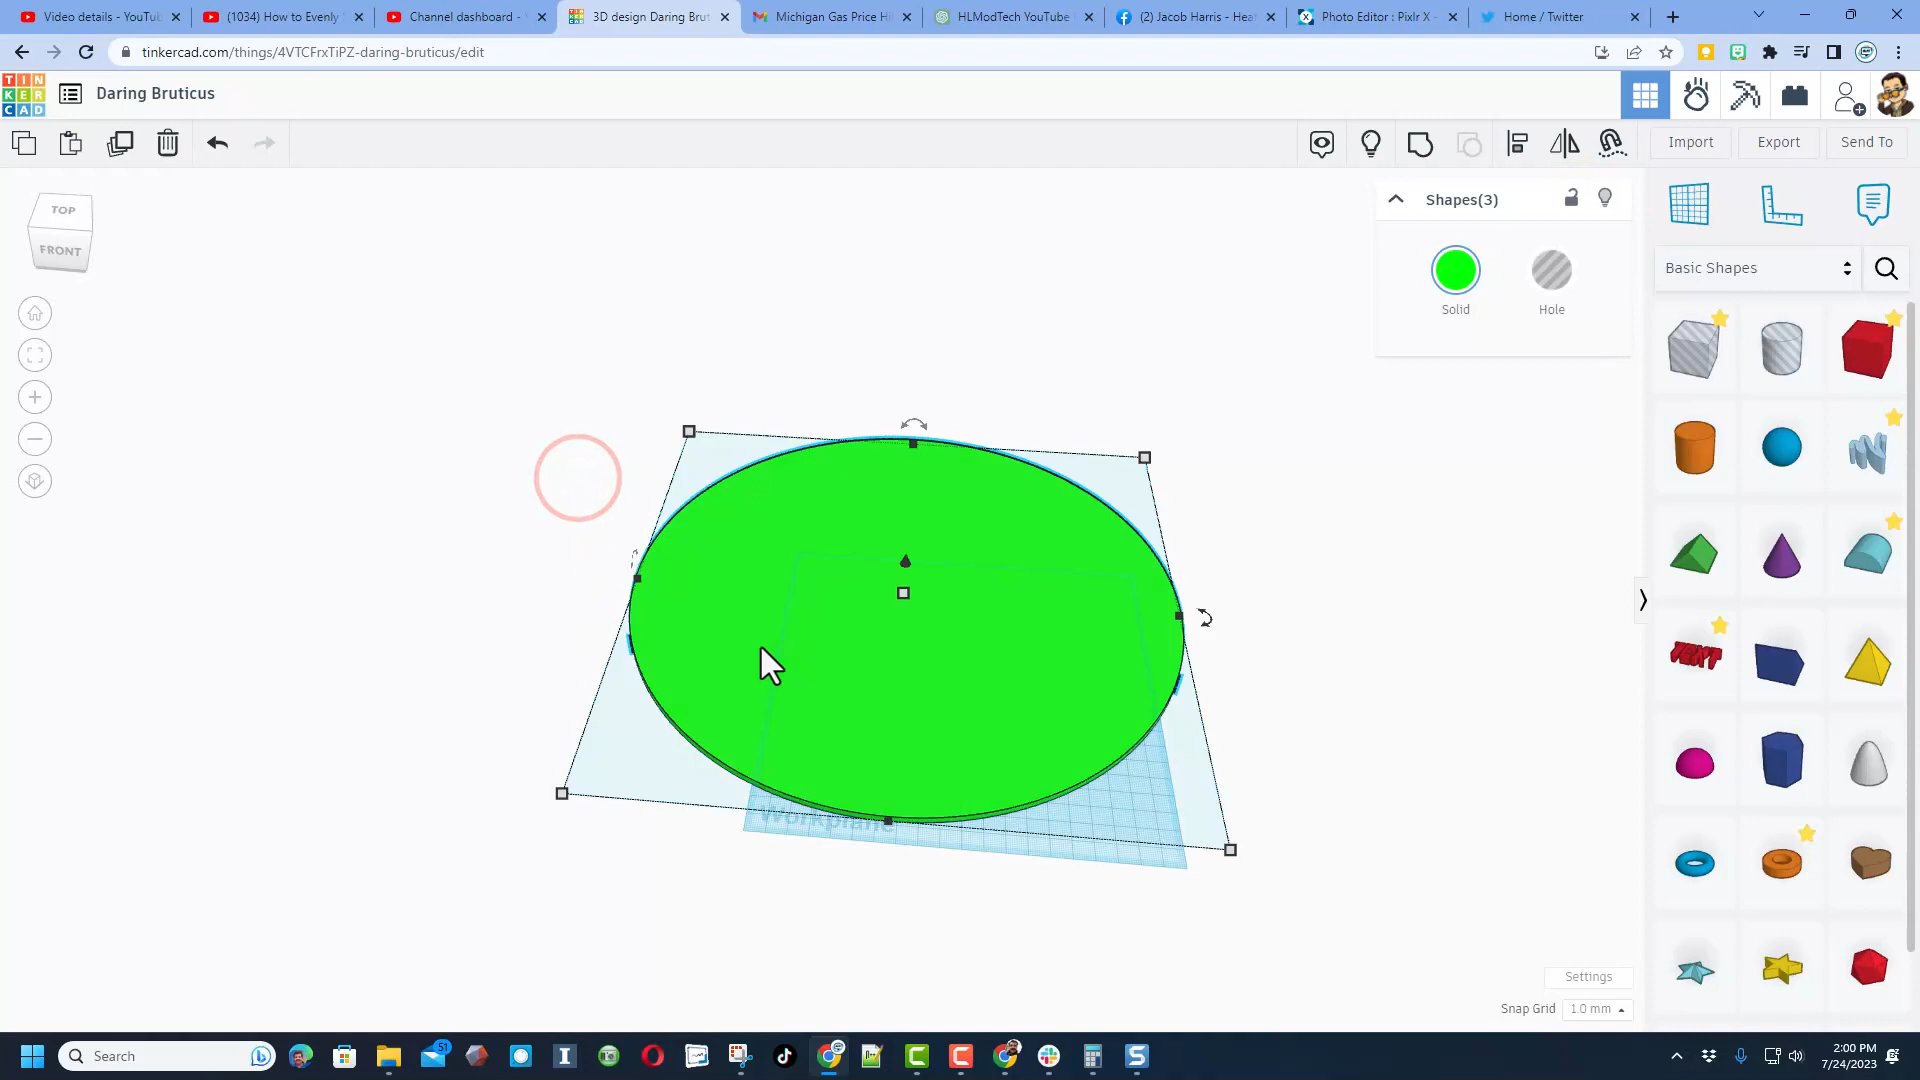 Video details - YouTu
(1034) How to Evenly
Channel dashboard -
3D design Daring Brut
Michigan Gas Price Hi
HLModTech YouTube
(2) Jacob Harris - Hea
Photo Editor : Pixlr X -
Home / Twitter
tinkercad.com/things/4VTCFrxTiPZ-daring-bruticus/edit
TIN
KER
CAD
Daring Bruticus
Import
Export
Send To
TOP
FRONT
Shapes(3)
Solid
Hole
Basic Shapes
TEXT
Workplane
Settings
Snap Grid
1.0 mm
Search
51
2:00 PM
7/24/2023